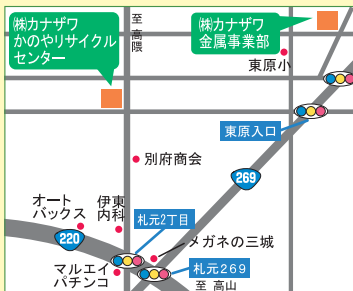 ㈱カナザワ
かのやリサイクル
センター
至
高
隈
㈱カナザワ
金属事業部
東原小
東原入口
別府商会
269
オート
バックス
伊東
内科
札元2丁目
220
メガネの三城
マルエイ
パチンコ
札元269
至 高山